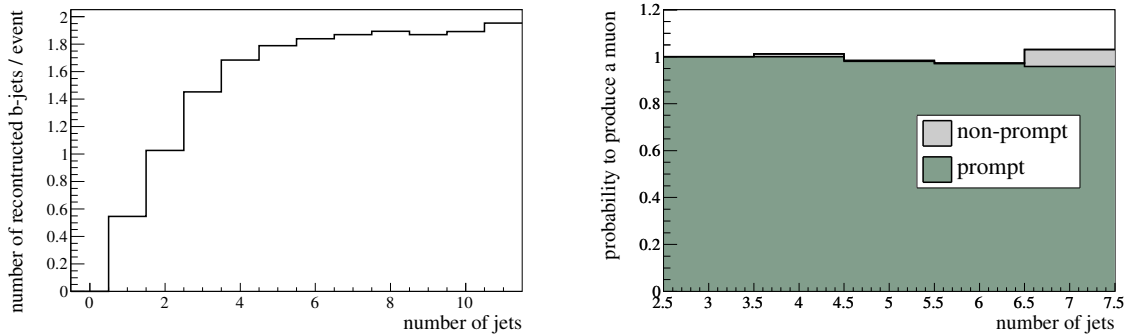 number of recontructed b-jets / event
2
1.8
1.6
1.4
1.2
1
0.8
0.6
0.4
0.2
0
0 2 4 6 8 10
number of jets
probability to produce a muon
1.2
1
0.8
0.6
0.4
0.2
0
non-prompt
prompt
2.5 3 3.5 4 4.5 5 5.5 6 6.5 7 7.5
number of jets